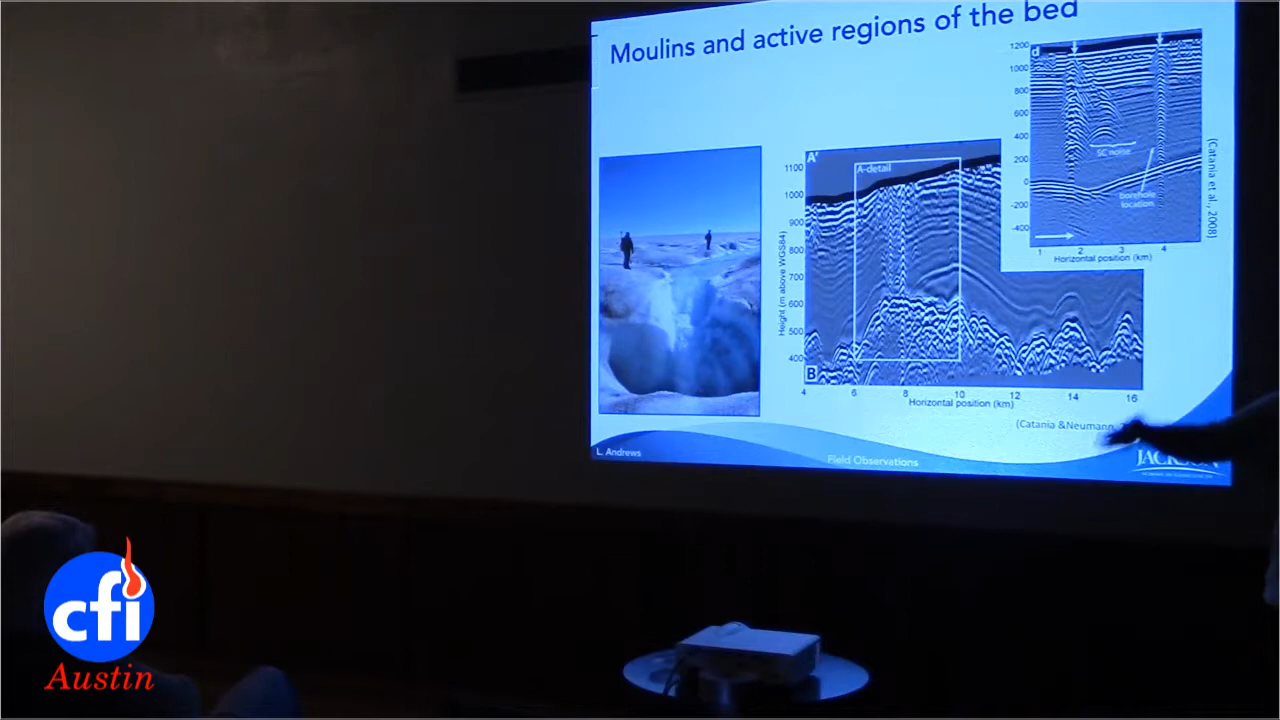 Moulins and active regions of the bed
d
1200
1000
800
600
400
200
0
-200
-400
SC noise
borehole
location
1 2 3 4
Horizontal position (km)
(Catania et al., 2008)
A'
A-detail
1100
1000
900
800
700
600
500
400
Height (m above WGS84)
B
4 6 8 10 12 14 16
Horizontal position (km)
(Catania &Neumann,
L. Andrews
Field Observations
JACKSON
cfi
Austin